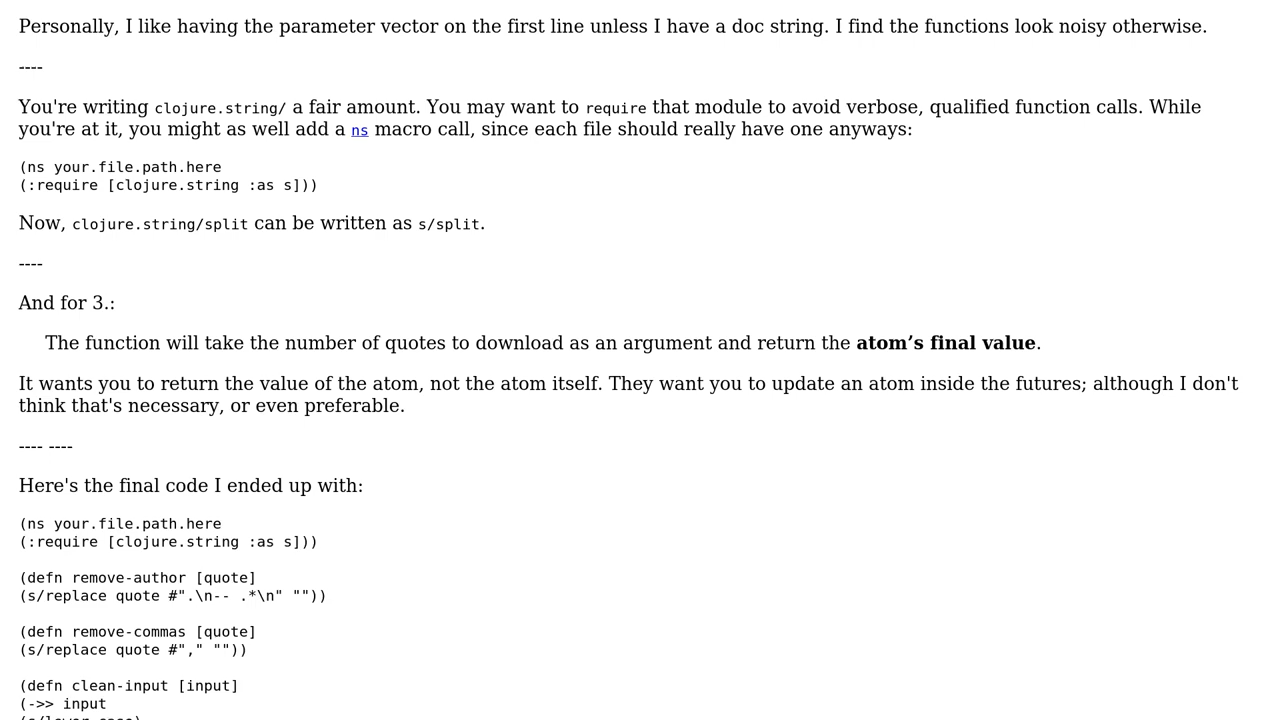 Personally, I like having the parameter vector on the first line unless I have a doc string. I find the functions look noisy otherwise.
----
You're writing clojure.string/ a fair amount. You may want to require that module to avoid verbose, qualified function calls. While
you're at it, you might as well add a ns macro call, since each file should really have one anyways:
(ns your.file.path.here
(:require [clojure.string :as s]))
Now, clojure.string/split can be written as s/split.
----
And for 3.:
The function will take the number of quotes to download as an argument and return the atom’s final value.
It wants you to return the value of the atom, not the atom itself. They want you to update an atom inside the futures; although I don't
think that's necessary, or even preferable.
---- ----
Here's the final code I ended up with:
(ns your.file.path.here
(:require [clojure.string :as s]))
(defn remove-author [quote]
(s/replace quote #".\n-- .*\n" ""))
(defn remove-commas [quote]
(s/replace quote #"," ""))
(defn clean-input [input]
(->> input
(s/lower-case)